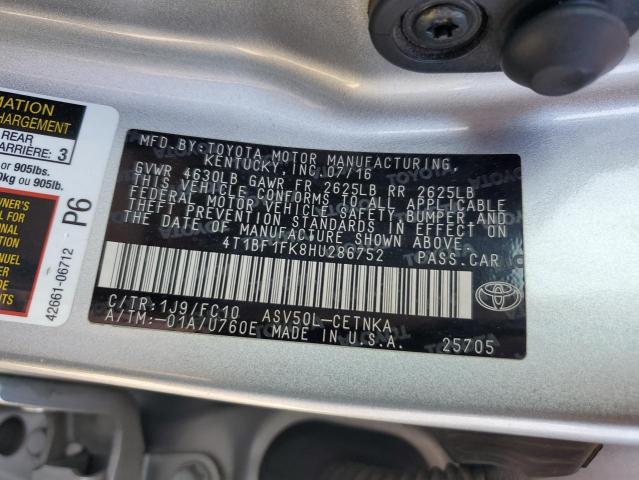 MATION
CHARGEMENT
REAR
ARRIÈRE: 3
or 905lbs.
0kg ou 905lb.
P6
42661-06712
MFD.BY:TOYOTA MOTOR MANUFACTURING,
KENTUCKY, INC.07/16
GVWR 4630LB GAWR FR 2625LB RR 2625LB
THIS VEHICLE CONFORMS TO ALL APPLICABLE
FEDERAL MOTOR VEHICLE SAFETY, BUMPER AND
THEFT PREVENTION STANDARDS IN EFFECT ON
THE DATE OF MANUFACTURE SHOWN ABOVE.
4T1BF1FK8HU286752 PASS.CAR
C/TR:1J9/FC10 ASV50L-CETNKA
A/TM:-01A/U760E MADE IN U.S.A. 25705